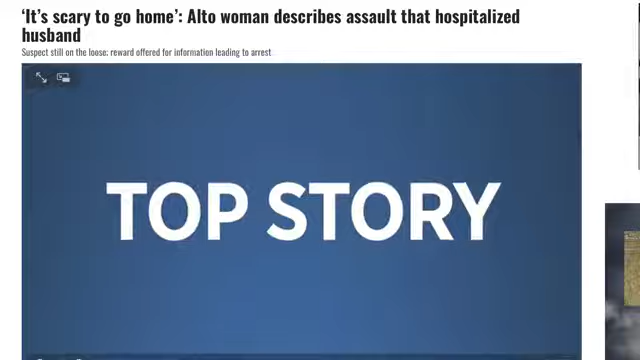 ‘It’s scary to go home’: Alto woman describes assault that hospitalized
husband
Suspect still on the loose; reward offered for information leading to arrest
TOP STORY